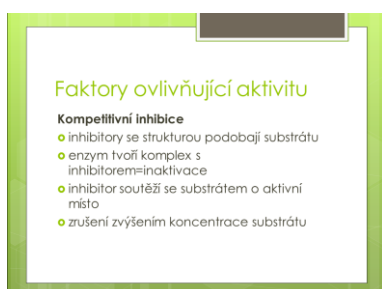 Faktory ovlivňující aktivitu
Kompetitivní inhibice
inhibitory se strukturou podobají substrátu
enzym tvoří komplex s
inhibitorem=inaktivace
inhibitor soutěží se substrátem o aktivní
místo
zrušení zvýšením koncentrace substrátu